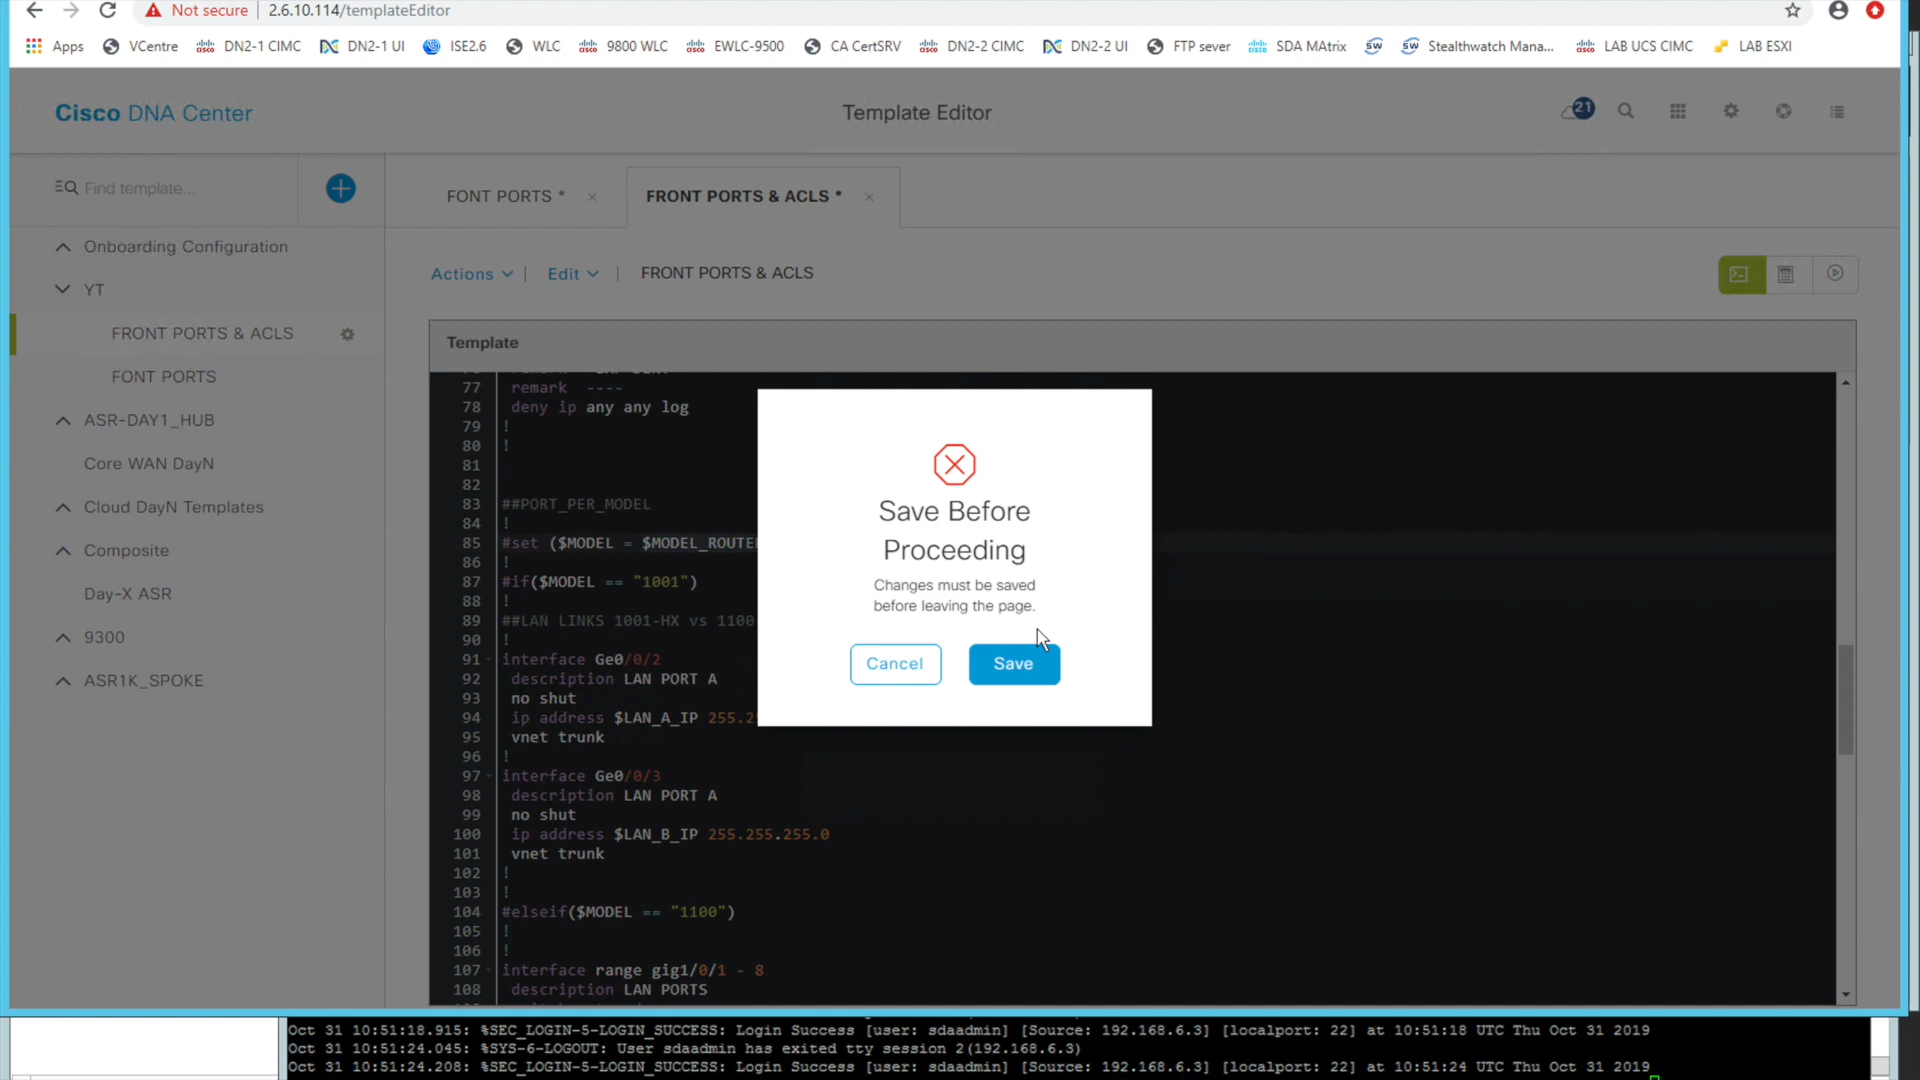 Not secure 2.6.10.114/templateEditor
Apps VCentre DN2-1 CIMC DN2-1 UI ISE2.6 WLC 9800 WLC EWLC-9500 CA CertSRV DN2-2 CIMC DN2-2 UI FTP sever SDA MAtrix Stealthwatch Mana... LAB UCS CIMC LAB ESXI
Cisco DNA Center
Template Editor
21
Find template...
FONT PORTS *
FRONT PORTS & ACLS *
Onboarding Configuration
YT
FRONT PORTS & ACLS
FONT PORTS
ASR-DAY1_HUB
Core WAN DayN
Cloud DayN Templates
Composite
Day-X ASR
9300
ASR1K_SPOKE
Actions | Edit | FRONT PORTS & ACLS
Template
77 remark ----
78 deny ip any any log
79 !
80 !
81
82
83 ##PORT_PER_MODEL
84 !
85 #set ($MODEL = $MODEL_ROUTE
86 !
87 #if($MODEL == "1001")
88 !
89 ##LAN LINKS 1001-HX vs 1100
90 !
91 interface Ge0/0/2
92 description LAN PORT A
93 no shut
94 ip address $LAN_A_IP 255.2
95 vnet trunk
96 !
97 interface Ge0/0/3
98 description LAN PORT A
99 no shut
100 ip address $LAN_B_IP 255.255.255.0
101 vnet trunk
102 !
103 !
104 #elseif($MODEL == "1100")
105 !
106 !
107 interface range gig1/0/1 - 8
108 description LAN PORTS
Save Before
Proceeding
Changes must be saved
before leaving the page.
Cancel
Save
Oct 31 10:51:18.915: %SEC_LOGIN-5-LOGIN_SUCCESS: Login Success [user: sdaadmin] [Source: 192.168.6.3] [localport: 22] at 10:51:18 UTC Thu Oct 31 2019
Oct 31 10:51:24.045: %SYS-6-LOGOUT: User sdaadmin has exited tty session 2(192.168.6.3)
Oct 31 10:51:24.208: %SEC_LOGIN-5-LOGIN_SUCCESS: Login Success [user: sdaadmin] [Source: 192.168.6.3] [localport: 22] at 10:51:24 UTC Thu Oct 31 2019